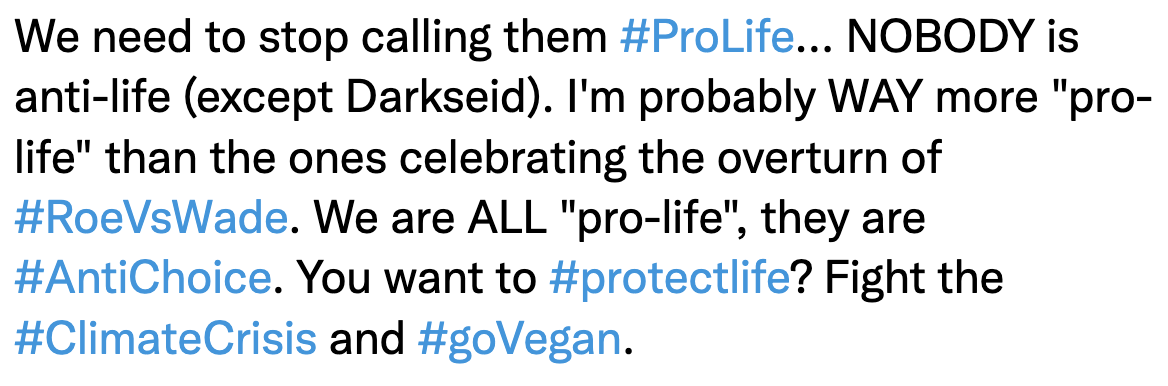 We need to stop calling them #ProLife... NOBODY is
anti-life (except Darkseid). I'm probably WAY more "pro-
life" than the ones celebrating the overturn of
#RoeVsWade. We are ALL "pro-life", they are
#AntiChoice. You want to #protectlife? Fight the
#ClimateCrisis and #goVegan.